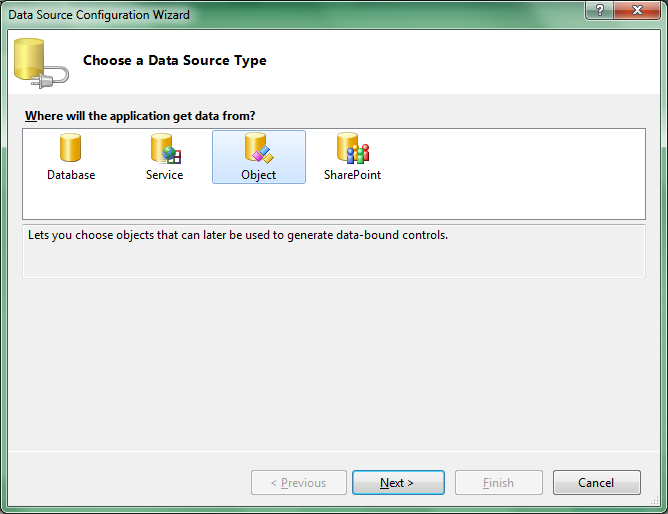 Data Source Configuration Wizard
?
Choose a Data Source Type
Where will the application get data from?
Database Service Object SharePoint
Lets you choose objects that can later be used to generate data-bound controls.
< Previous Next > Finish Cancel